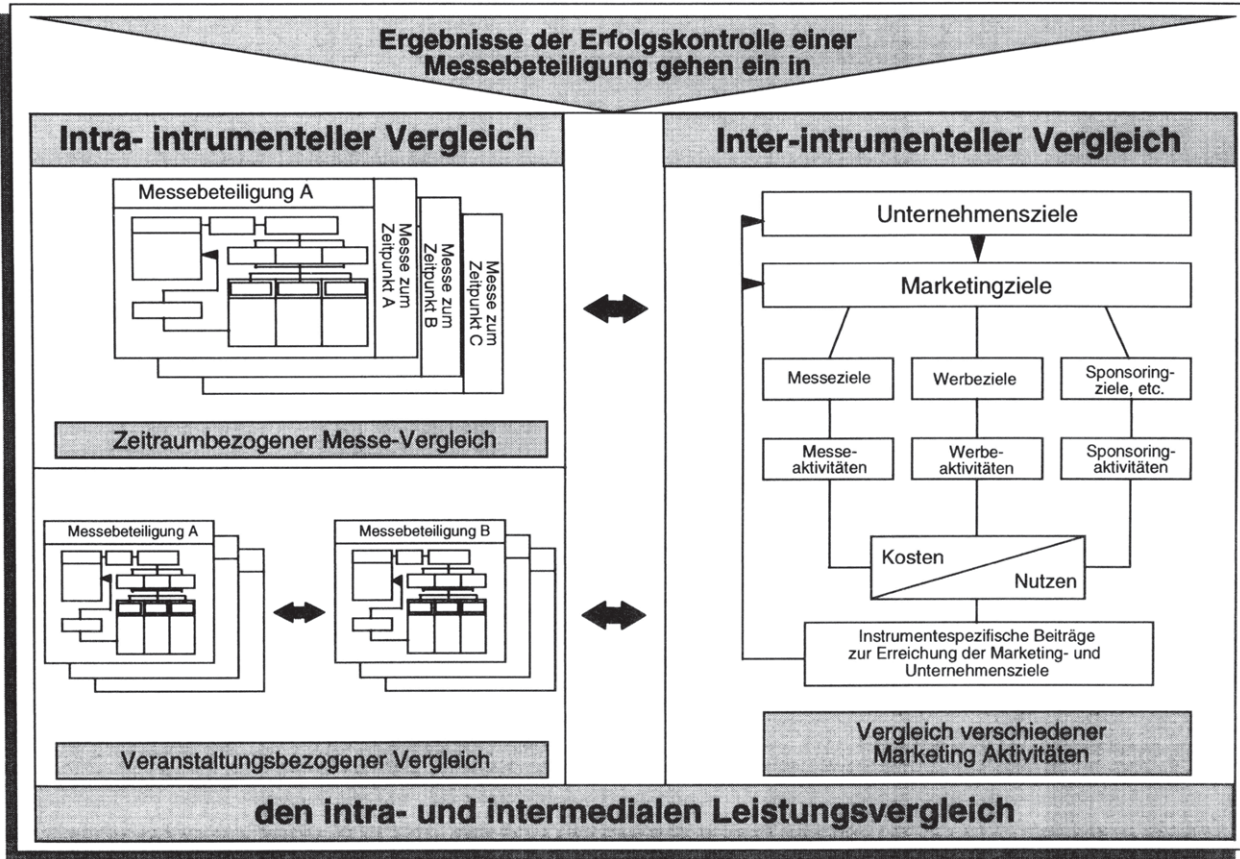 Ergebnisse der Erfolgskontrolle einer
Messebeteiligung gehen ein in
Intra- intrumenteller Vergleich
Messebeteiligung A
Messe zum
Zeitpunkt A
Messe zum
Zeitpunkt B
Messe zum
Zeitpunkt C
Zeitraumbezogener Messe-Vergleich
Messebeteiligung A
Messebeteiligung B
Veranstaltungsbezogener Vergleich
Inter-intrumenteller Vergleich
Unternehmensziele
Marketingziele
Messeziele
Werbeziele
Sponsoring-
ziele, etc.
Messe-
aktivitäten
Werbe-
aktivitäten
Sponsoring-
aktivitäten
Kosten
Nutzen
Instrumentespezifische Beiträge
zur Erreichung der Marketing- und
Unternehmensziele
Vergleich verschiedener
Marketing Aktivitäten
den intra- und intermedialen Leistungsvergleich